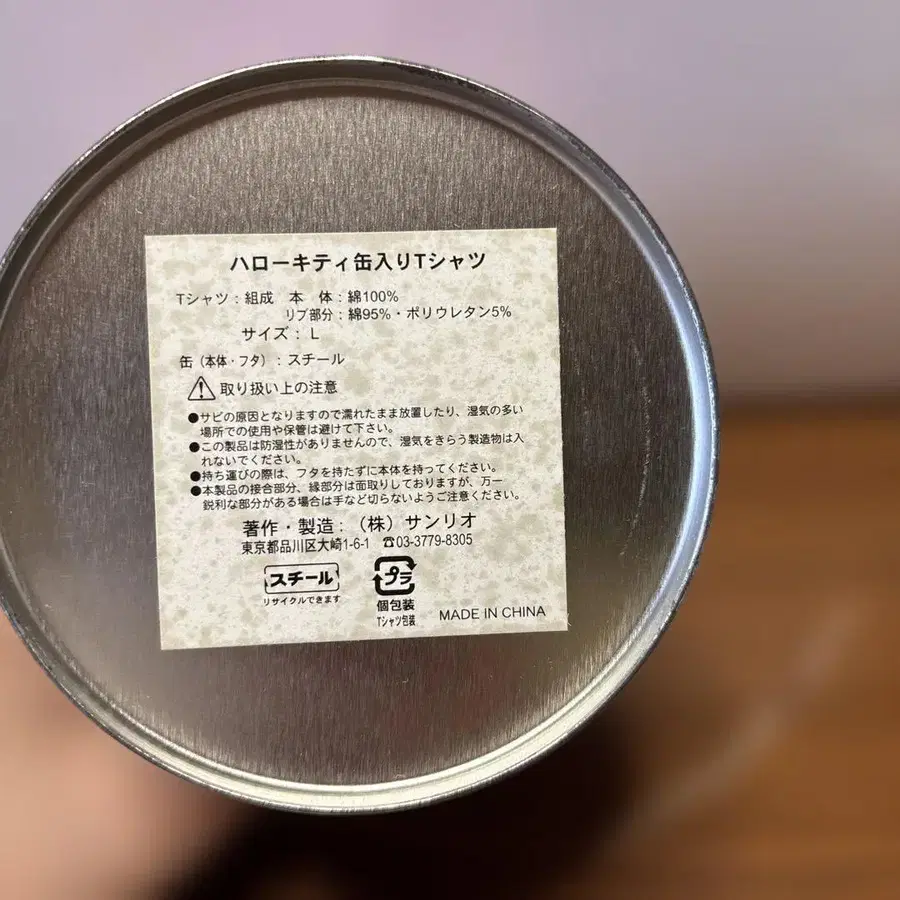 ハローキティ缶入りTシャツ
Tシャツ：組成　本　体：綿100%
リブ部分：綿95%・ポリウレタン5%
サイズ：L
缶（本体・フタ）：スチール
取り扱い上の注意
●サビの原因となりますので濡れたまま放置したり、湿気の多い
場所での使用や保管は避けて下さい。
●この製品は防湿性がありませんので、湿気をきらう製造物は入
れないでください。
●持ち運びの際は、フタを持たずに本体を持ってください。
●本製品の接合部分、縁部分は面取りしておりますが、万一
鋭利な部分がある場合は手など切らないようご注意ください。
著作・製造：（株）サンリオ
東京都品川区大崎1-6-1　☎03-3779-8305
スチール
リサイクルできます
プラ
個包装
Tシャツ包装
MADE IN CHINA